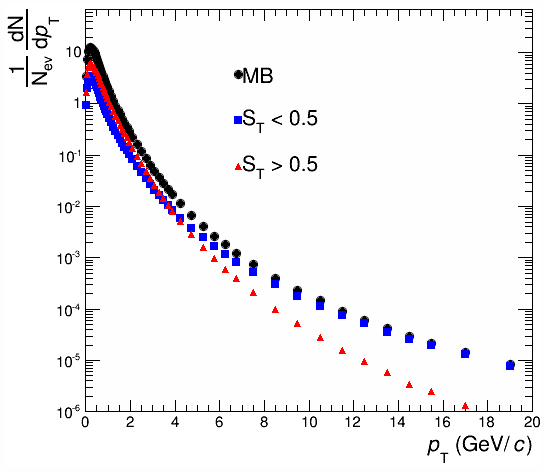 1 dN
N_ev dp_T
10
1
10^-1
10^-2
10^-3
10^-4
10^-5
10^-6
MB
S_T < 0.5
S_T > 0.5
0 2 4 6 8 10 12 14 16 18 20
p_T (GeV/c)